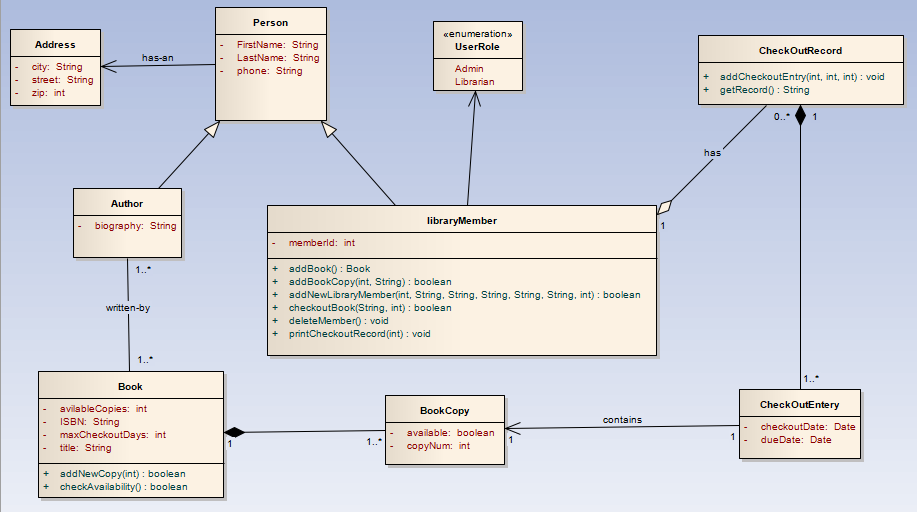 Person
- FirstName: String
- LastName: String
- phone: String
Address
- city: String
- street: String
- zip: int
has-an
«enumeration»
UserRole
Admin
Librarian
CheckOutRecord
+ addCheckoutEntry(int, int, int) : void
+ getRecord() : String
0..*
1
has
1
Author
- biography: String
1..*
written-by
1..*
libraryMember
- memberId: int
+ addBook() : Book
+ addBookCopy(int, String) : boolean
+ addNewLibraryMember(int, String, String, String, String, String, int) : boolean
+ checkoutBook(String, int) : boolean
+ deleteMember() : void
+ printCheckoutRecord(int) : void
Book
- avilableCopies: int
- ISBN: String
- maxCheckoutDays: int
- title: String
+ addNewCopy(int) : boolean
+ checkAvailability() : boolean
1
1..*
BookCopy
- available: boolean
- copyNum: int
1
contains
1
1..*
CheckOutEntery
- checkoutDate: Date
- dueDate: Date